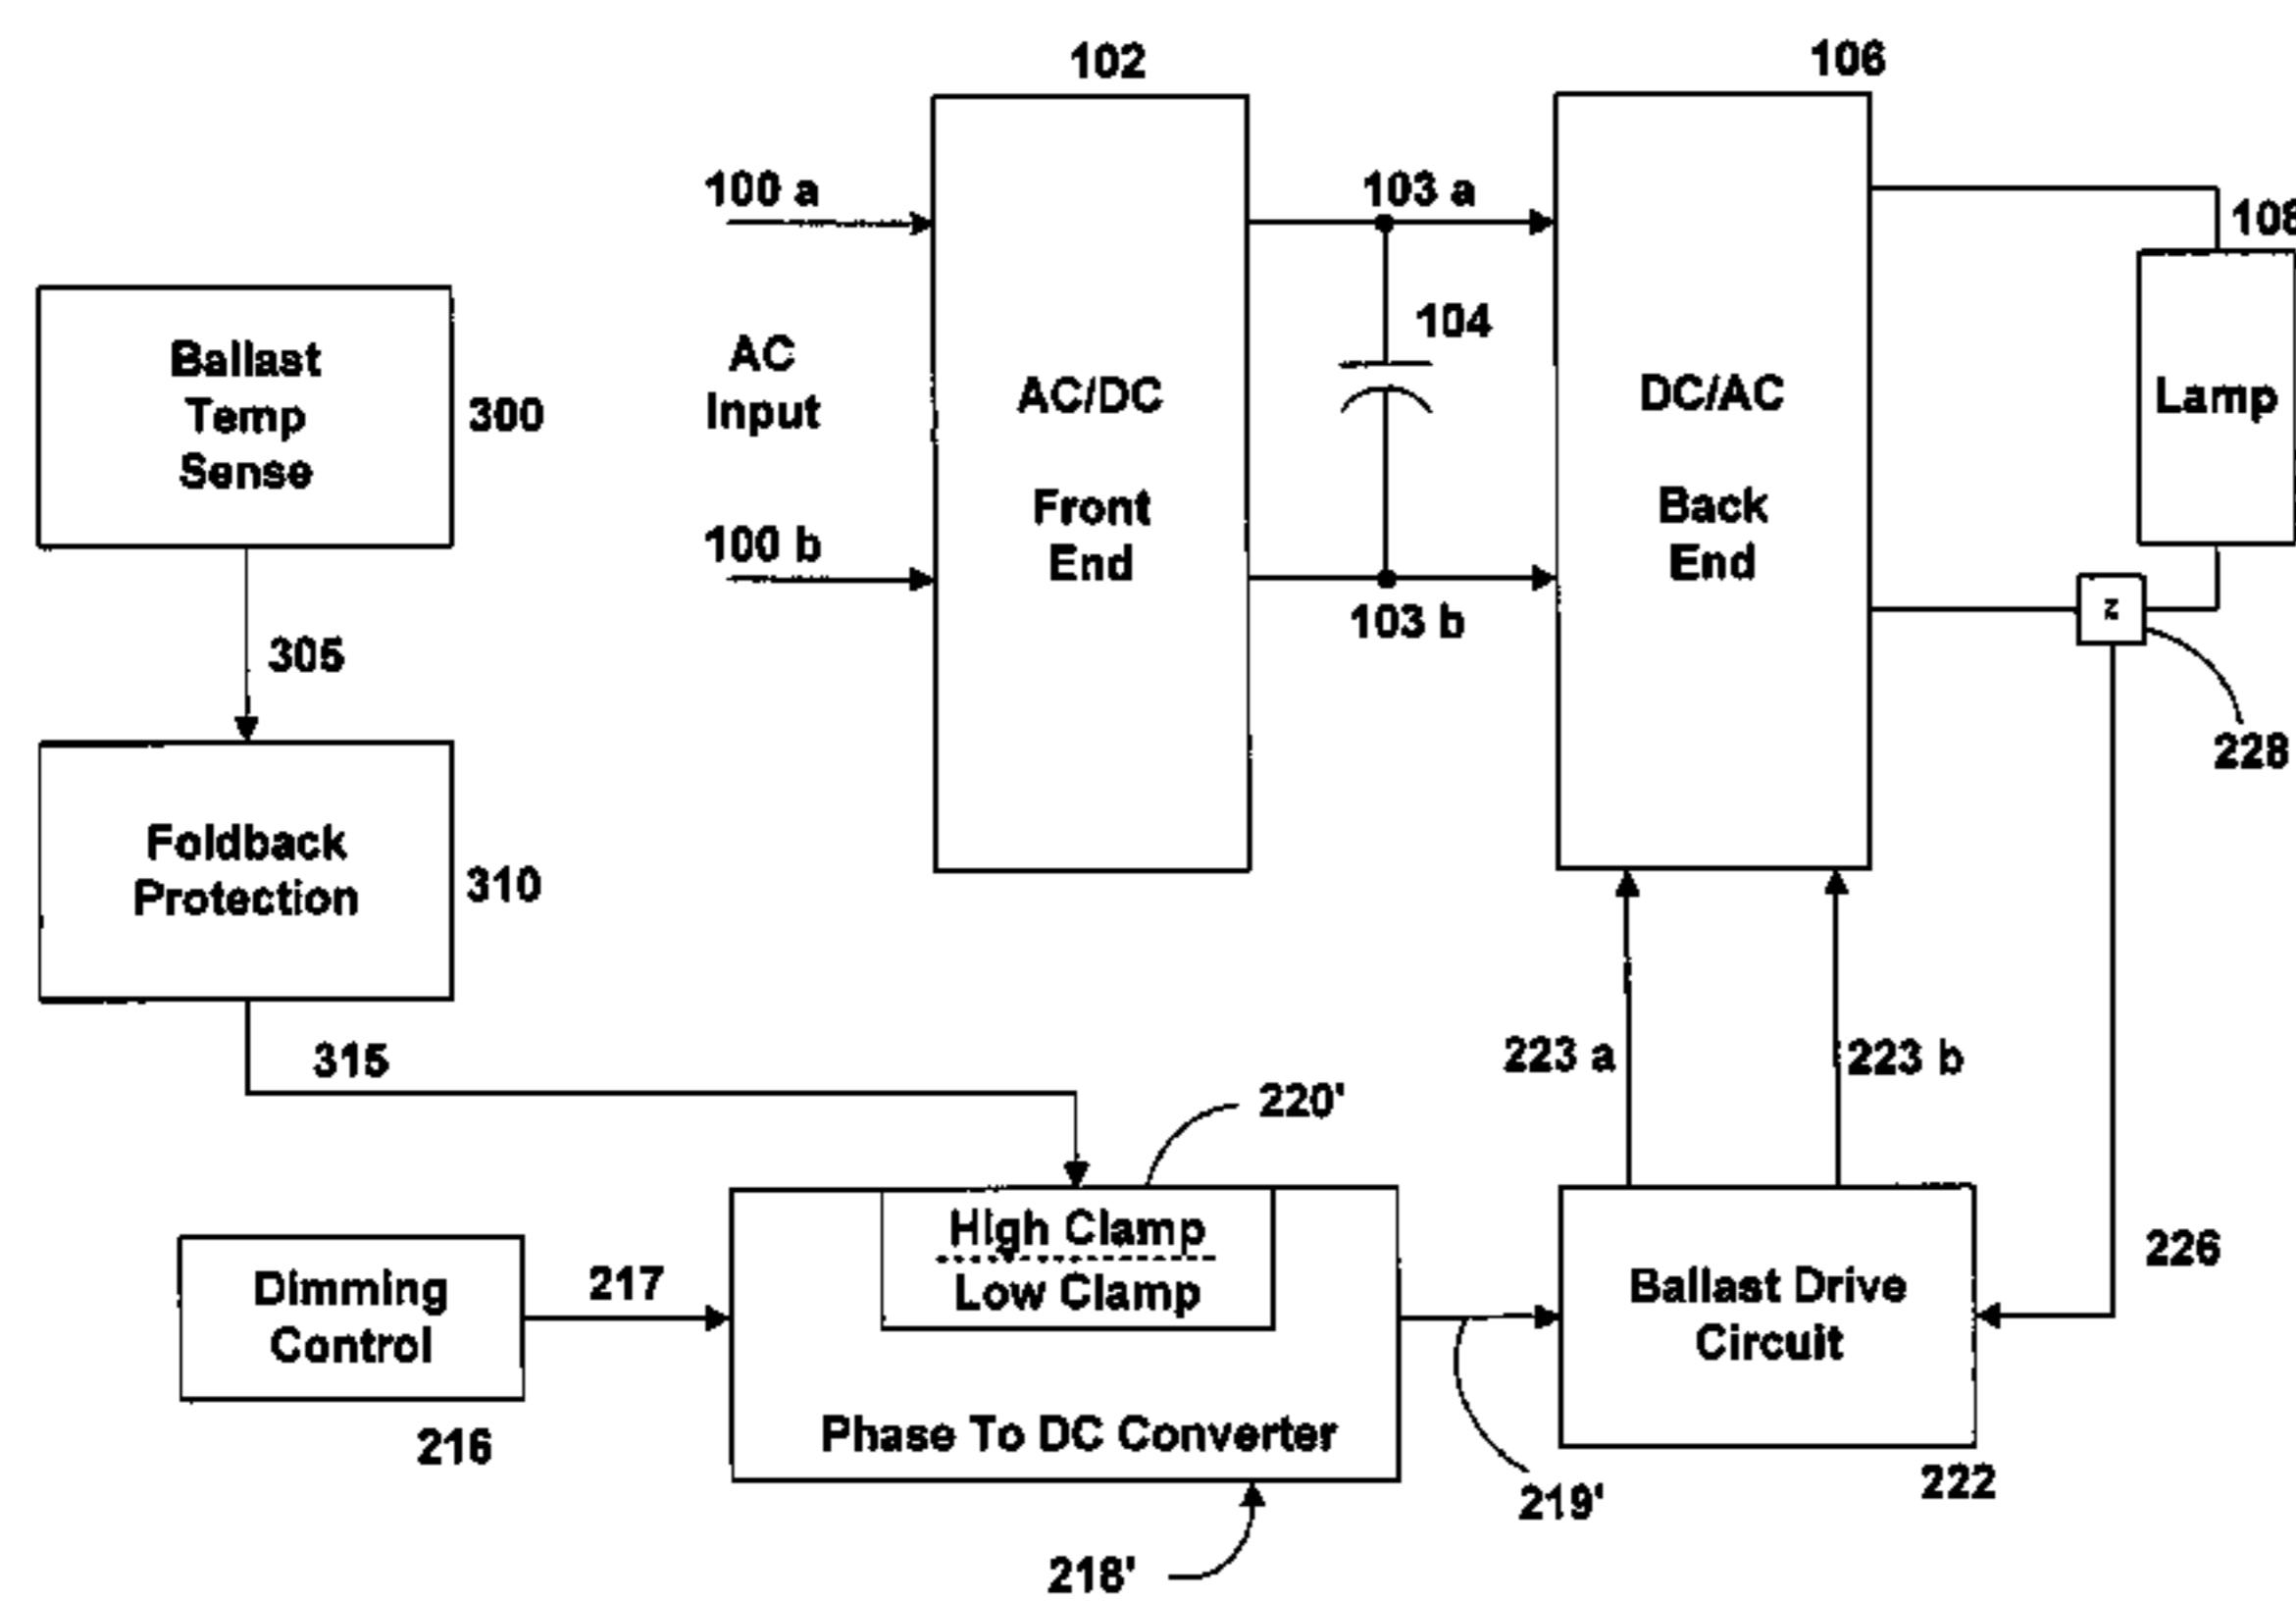 102
106
100 a
103 a
108
Ballast
Temp
Sense
300
AC
Input
104
AC/DC
Front
End
DC/AC
Back
End
Lamp
100 b
103 b
z
305
228
Foldback
Protection
310
315
223 a
223 b
220'
High Clamp
Low Clamp
226
Dimming
Control
217
Ballast Drive
Circuit
216
Phase To DC Converter
219'
222
218'